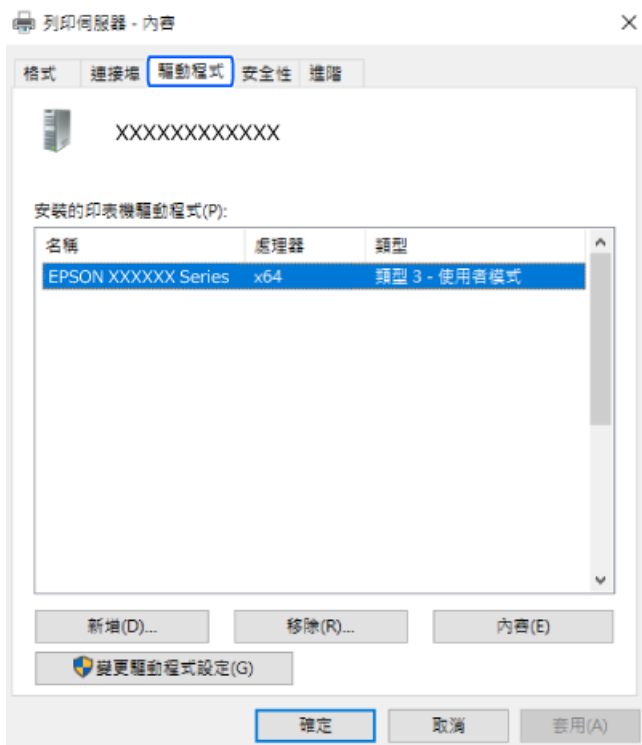 列印伺服器 - 內容
格式 連接埠 驅動程式 安全性 進階
XXXXXXXXXXXX
安裝的印表機驅動程式(P):
名稱 處理器 類型
EPSON XXXXXX Series x64 類型 3 - 使用者模式
新增(D)... 移除(R)... 內容(E)
變更驅動程式設定(G)
確定 取消 套用(A)